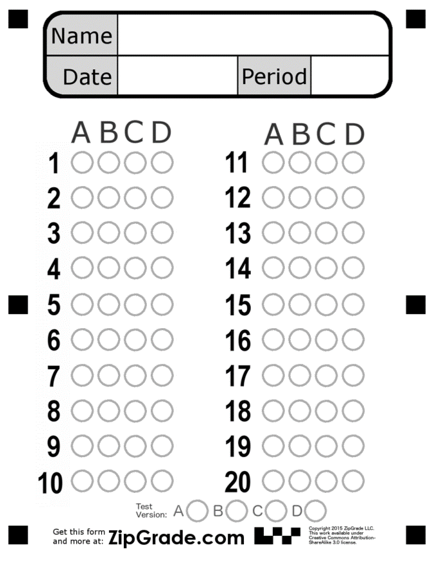 Name
Date Period
A B C D
1
2
3
4
5
6
7
8
9
10
A B C D
11
12
13
14
15
16
17
18
19
20
Test
Version: A B C D
Get this form
and more at: ZipGrade.com
Copyright 2015 ZipGrade LLC.
This work available under
Creative Commons Attribution-
ShareAlike 3.0 license.